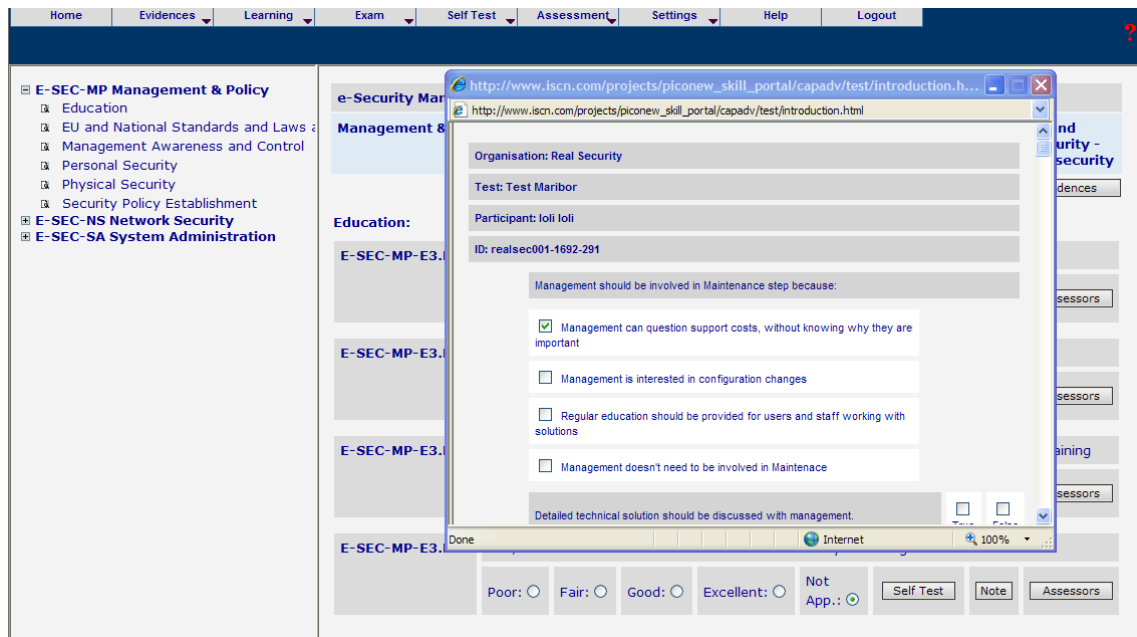 Home Evidences Learning Exam Self Test Assessment Settings Help Logout
?
E-SEC-MP Management & Policy
Education
EU and National Standards and Laws
Management Awareness and Control
Personal Security
Physical Security
Security Policy Establishment
E-SEC-NS Network Security
E-SEC-SA System Administration
e-Security Mar
Management &
nd
urity -
security
dences
Education:
E-SEC-MP-E3.
sessors
E-SEC-MP-E3.
sessors
E-SEC-MP-E3.
aining
sessors
E-SEC-MP-E3.
Poor: Fair: Good: Excellent: Not App.: Self Test Note Assessors
http://www.iscn.com/projects/piconew_skill_portal/capadv/test/introduction.h...
http://www.iscn.com/projects/piconew_skill_portal/capadv/test/introduction.html
Organisation: Real Security
Test: Test Maribor
Participant: loli loli
ID: realsec001-1692-291
Management should be involved in Maintenance step because:
Management can question support costs, without knowing why they are
important
Management is interested in configuration changes
Regular education should be provided for users and staff working with
solutions
Management doesn't need to be involved in Maintenace
Detailed technical solution should be discussed with management.
Done Internet 100%